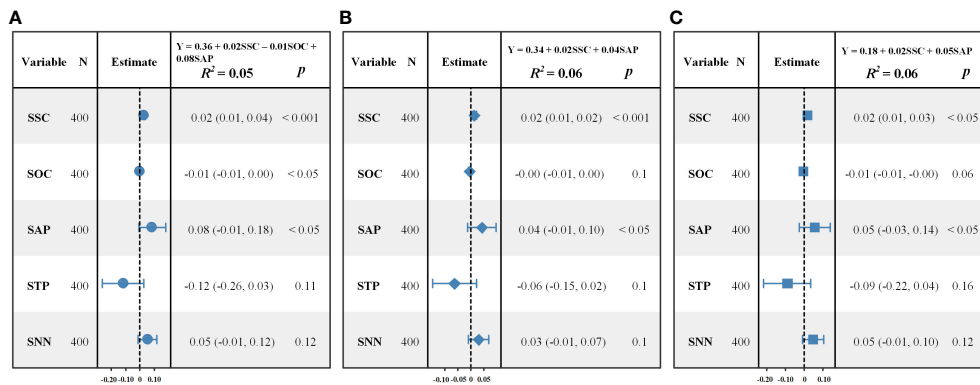 A
Variable N Estimate Y = 0.36 + 0.02SSC – 0.01SOC +
0.08SAP
R² = 0.05 p
SSC 400 0.02 (0.01, 0.04) < 0.001
SOC 400 -0.01 (-0.01, 0.00) < 0.05
SAP 400 0.08 (-0.01, 0.18) < 0.05
STP 400 -0.12 (-0.26, 0.03) 0.11
SNN 400 0.05 (-0.01, 0.12) 0.12
-0.20 -0.10 0 0.10
B
Variable N Estimate Y = 0.34 + 0.02SSC + 0.04SAP
R² = 0.06 p
SSC 400 0.02 (0.01, 0.02) < 0.001
SOC 400 -0.00 (-0.01, 0.00) 0.1
SAP 400 0.04 (-0.01, 0.10) < 0.05
STP 400 -0.06 (-0.15, 0.02) 0.1
SNN 400 0.03 (-0.01, 0.07) 0.1
-0.10 -0.05 0 0.05
C
Variable N Estimate Y = 0.18 + 0.02SSC + 0.05SAP
R² = 0.06 p
SSC 400 0.02 (0.01, 0.03) < 0.05
SOC 400 -0.01 (-0.01, -0.00) 0.06
SAP 400 0.05 (-0.03, 0.14) < 0.05
STP 400 -0.09 (-0.22, 0.04) 0.16
SNN 400 0.05 (-0.01, 0.10) 0.12
-0.20 -0.10 0 0.10